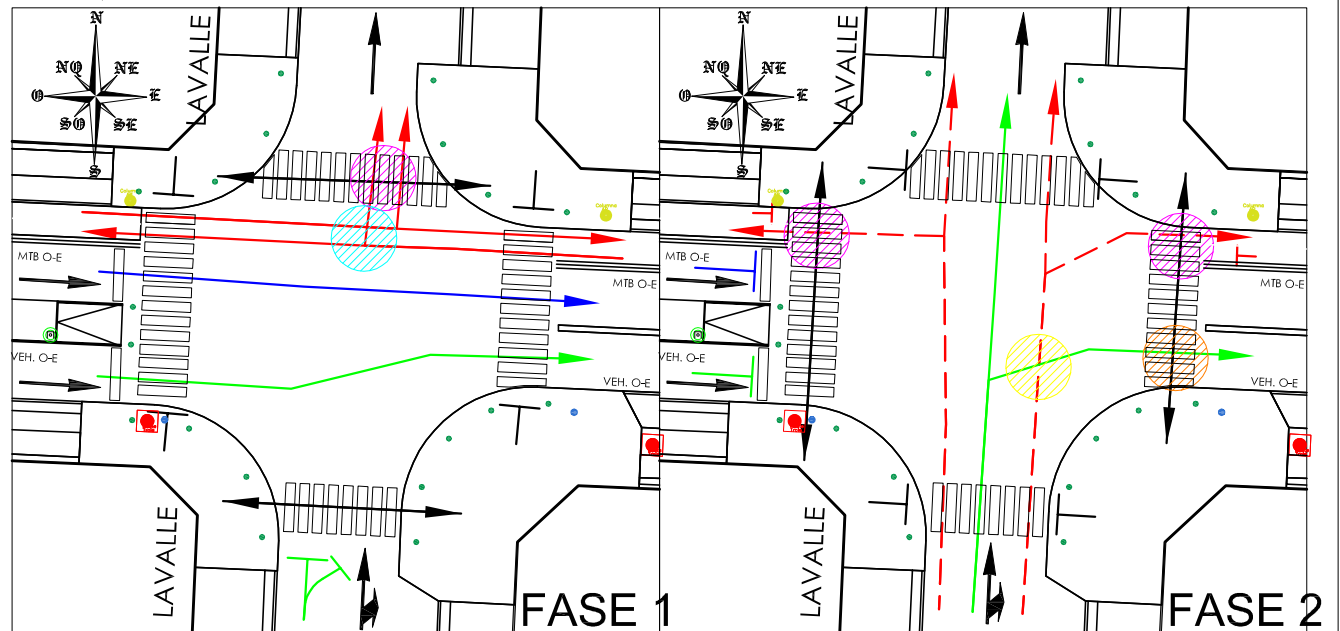 N
NO
NE
O
E
SO
SE
S
LAVALLE
MTB O-E
MTB O-E
VEH. O-E
VEH. O-E
LAVALLE
FASE 1
N
NO
NE
O
E
SO
SE
S
LAVALLE
MTB O-E
MTB O-E
VEH. O-E
VEH. O-E
LAVALLE
FASE 2